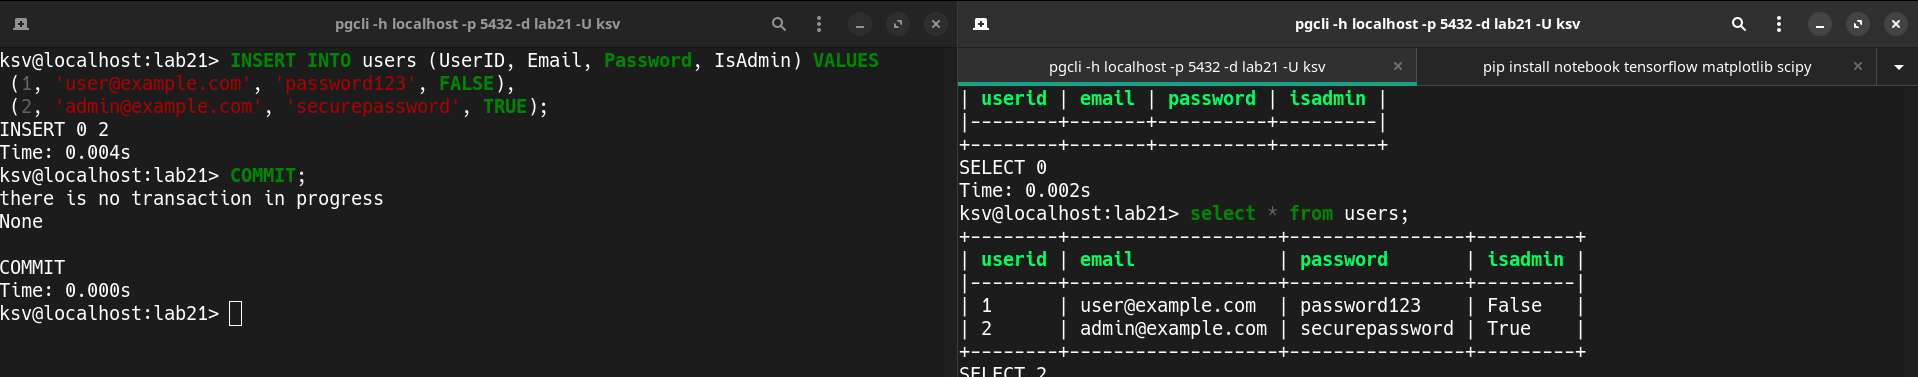 pgcli -h localhost -p 5432 -d lab21 -U ksv
ksv@localhost:lab21> INSERT INTO users (UserID, Email, Password, IsAdmin) VALUES
 (1, 'user@example.com', 'password123', FALSE),
 (2, 'admin@example.com', 'securepassword', TRUE);
INSERT 0 2
Time: 0.004s
ksv@localhost:lab21> COMMIT;
there is no transaction in progress
None
COMMIT
Time: 0.000s
ksv@localhost:lab21>
pgcli -h localhost -p 5432 -d lab21 -U ksv
pgcli -h localhost -p 5432 -d lab21 -U ksv
pip install notebook tensorflow matplotlib scipy
| userid | email | password | isadmin |
|--------+-------+----------+---------|
+--------+-------+----------+---------+
SELECT 0
Time: 0.002s
ksv@localhost:lab21> select * from users;
+--------+-------------------+----------------+---------+
| userid | email             | password       | isadmin |
|--------+-------------------+----------------+---------|
| 1      | user@example.com  | password123    | False   |
| 2      | admin@example.com | securepassword | True    |
+--------+-------------------+----------------+---------+
SELECT 2